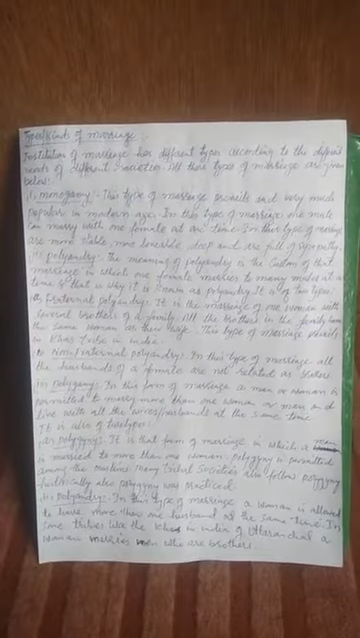 Types/Kinds of marriage :-
Institution of marriage has different types according to the different
needs of different societies. All these types of marriage are given
below:-
(1) monogamy:- This type of marriage prevails and very much
popular in modern age. In this type of marriage one male
can marry with one female at one time. In this type of marriage
are more stable, more durable, deep and are full of sympathy.
polyandry:- The meaning of polyandry is the custom of that
marriage in which one female marries to many males at a
time & that is why it is known as polyandry. It is of two types:
(a) Fraternal polyandry: It is the marriage of one women with
several brothers of a family. All the brothers in the family
the same woman as their wife. This type of marriage prevails
in Khas tribe in india.
(b) Non/raternal polyandry: In this type of marriage all
the husbands of a female are not related as brothers
polygamy: In this form of marriage a man or woman is
permitted to marry more than one woman or man and
live with all the wives/husbands at the same time.
It is also of two types:
(a) polygyny: It is that form of marriage in which a man
is married to more than one woman. polygyny is permitted
among the muslims many tribal societies also follow polygyny
historically also polygyny was practiced.
polyandry:- In this type of marriage a woman is allowed
to have more than one husband at the same time. In
some tribes like the Khas in india of Uttaranchal a
woman marries men who are brothers.